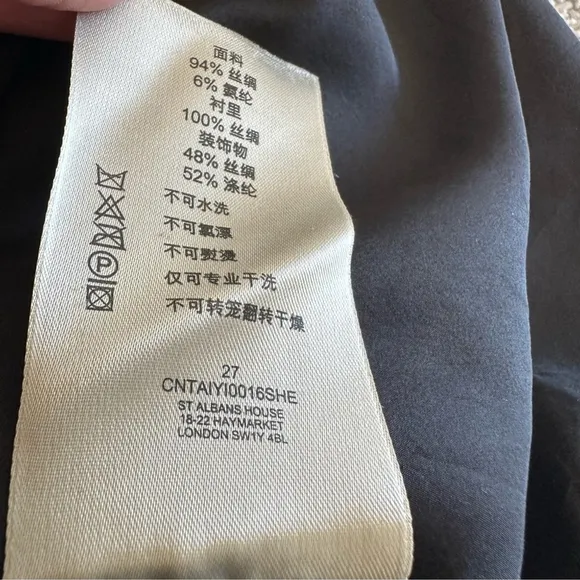 面料
94% 丝绸
6% 氨纶
衬里
100% 丝绸
装饰物
48% 丝绸
52% 涤纶
不可水洗
不可氯漂
不可熨烫
仅可专业干洗
不可转笼翻转干燥
P
27
CNTAIYI0016SHE
ST ALBANS HOUSE
18-22 HAYMARKET
LONDON SW1Y 4BL